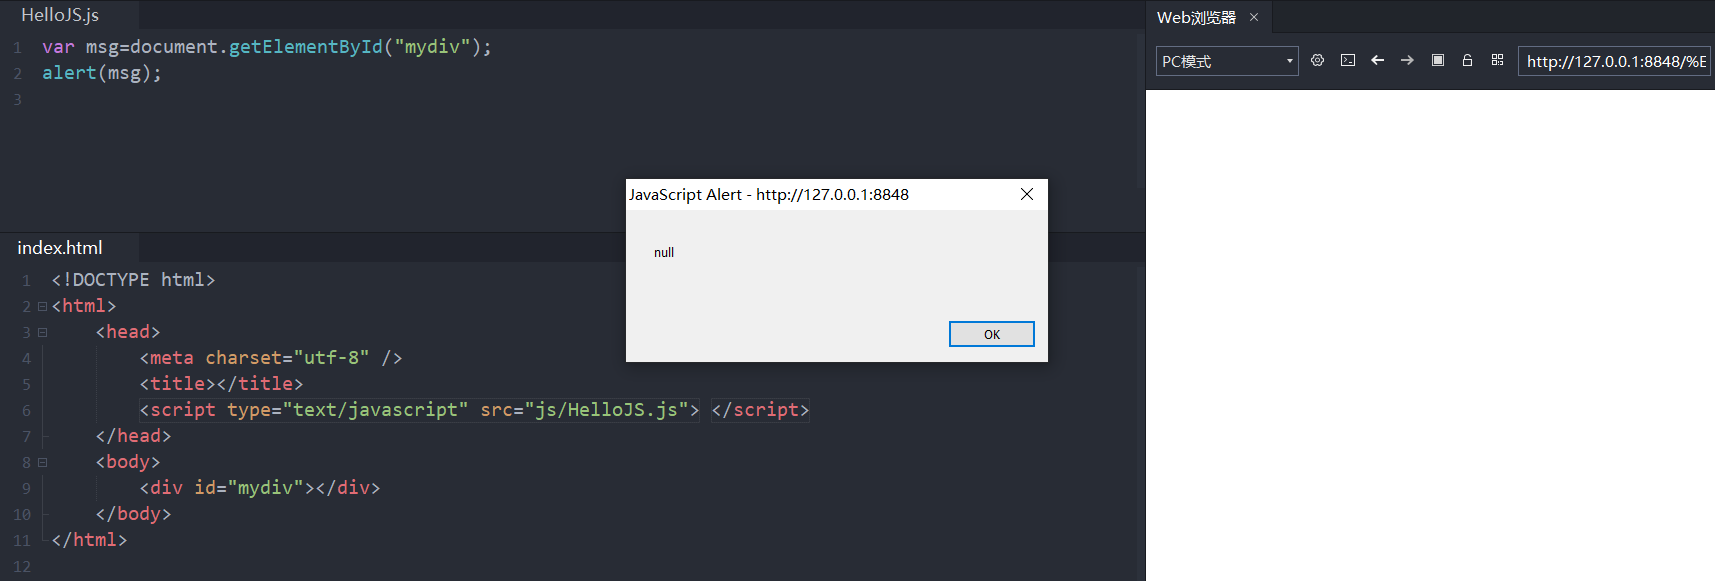 HelloJS.js
1 var msg=document.getElementById("mydiv");
2 alert(msg);
3
index.html
1 <!DOCTYPE html>
2 <html>
3 <head>
4 <meta charset="utf-8" />
5 <title></title>
6 <script type="text/javascript" src="js/HelloJS.js"> </script>
7 </head>
8 <body>
9 <div id="mydiv"></div>
10 </body>
11 </html>
12
JavaScript Alert - http://127.0.0.1:8848
null
OK
Web浏览器
PC模式
http://127.0.0.1:8848/%E